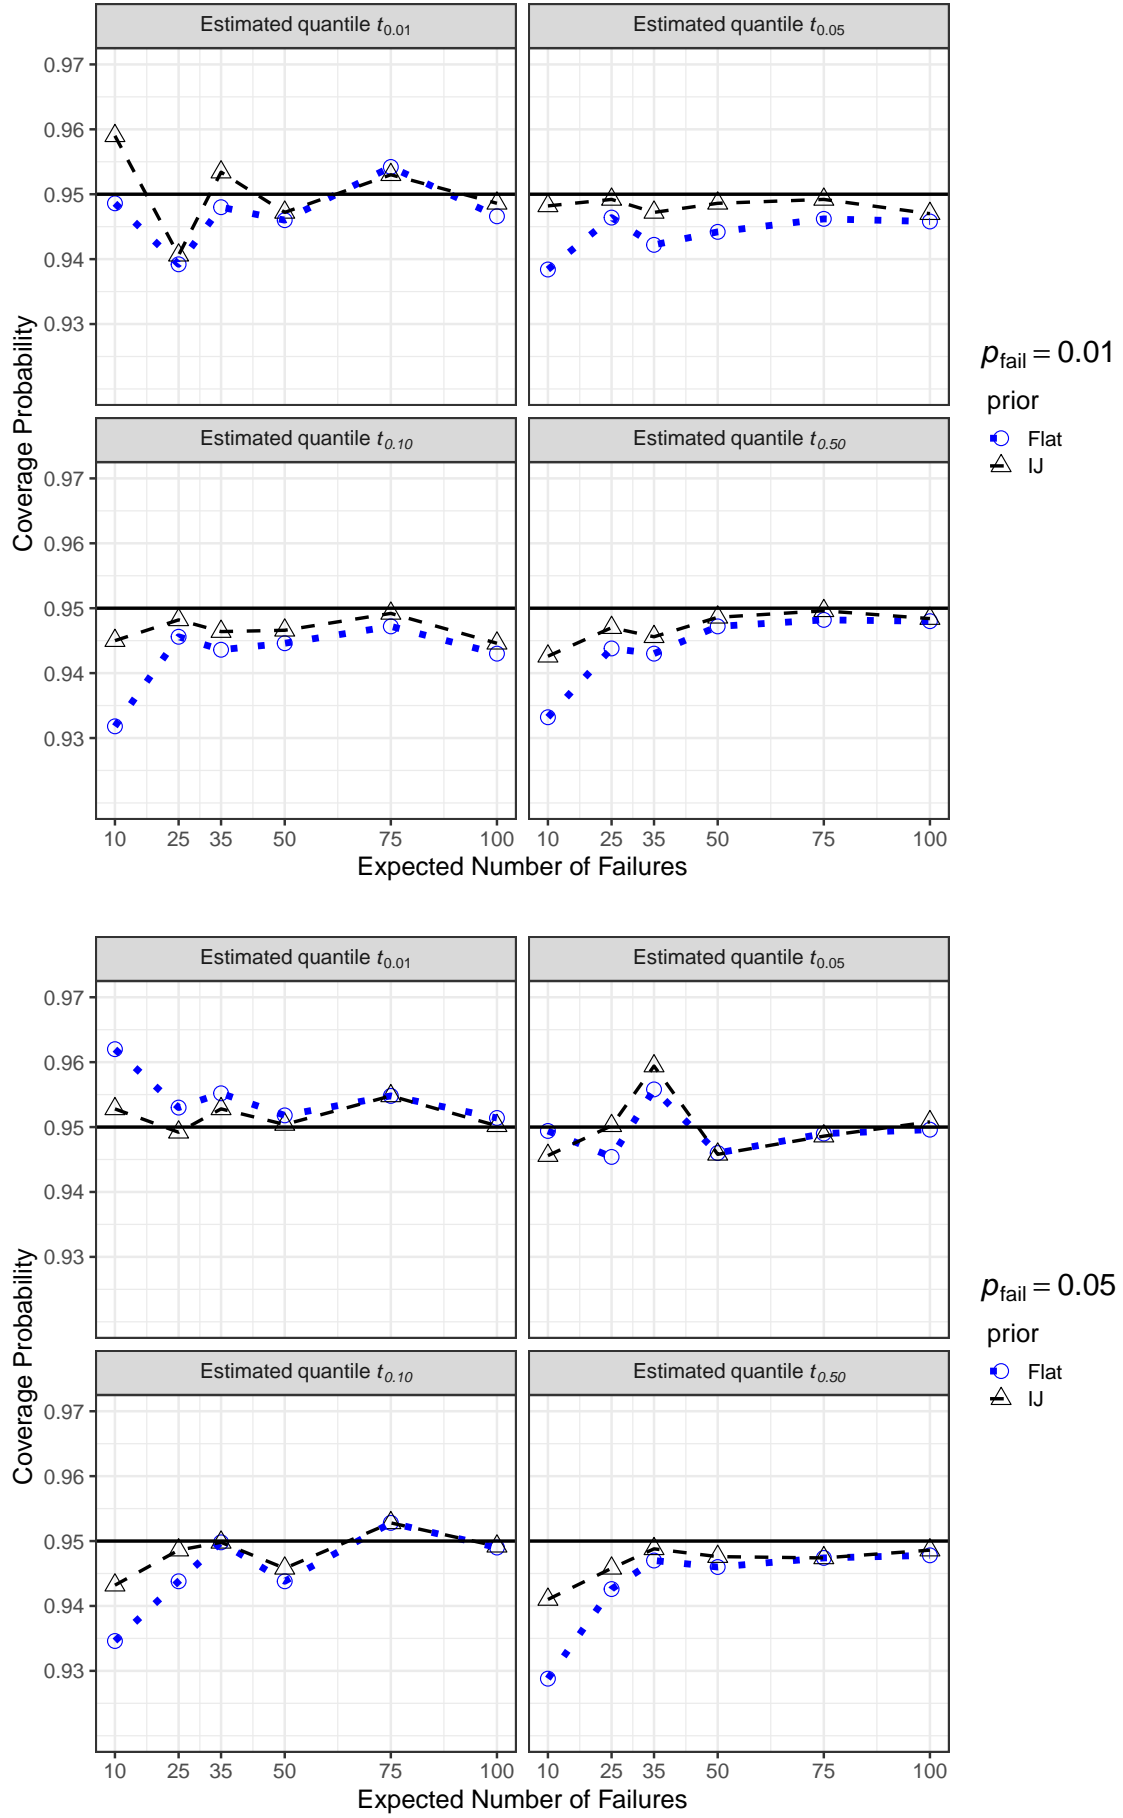 Estimated quantile t0.01
Estimated quantile t0.05
0.97
0.96
0.95
0.94
0.93
Estimated quantile t0.10
Estimated quantile t0.50
0.97
0.96
0.95
0.94
0.93
10 25 35 50 75 100
10 25 35 50 75 100
Expected Number of Failures
Coverage Probability
pfail = 0.01
prior
Flat
IJ
Estimated quantile t0.01
Estimated quantile t0.05
0.97
0.96
0.95
0.94
0.93
Estimated quantile t0.10
Estimated quantile t0.50
0.97
0.96
0.95
0.94
0.93
10 25 35 50 75 100
10 25 35 50 75 100
Expected Number of Failures
Coverage Probability
pfail = 0.05
prior
Flat
IJ